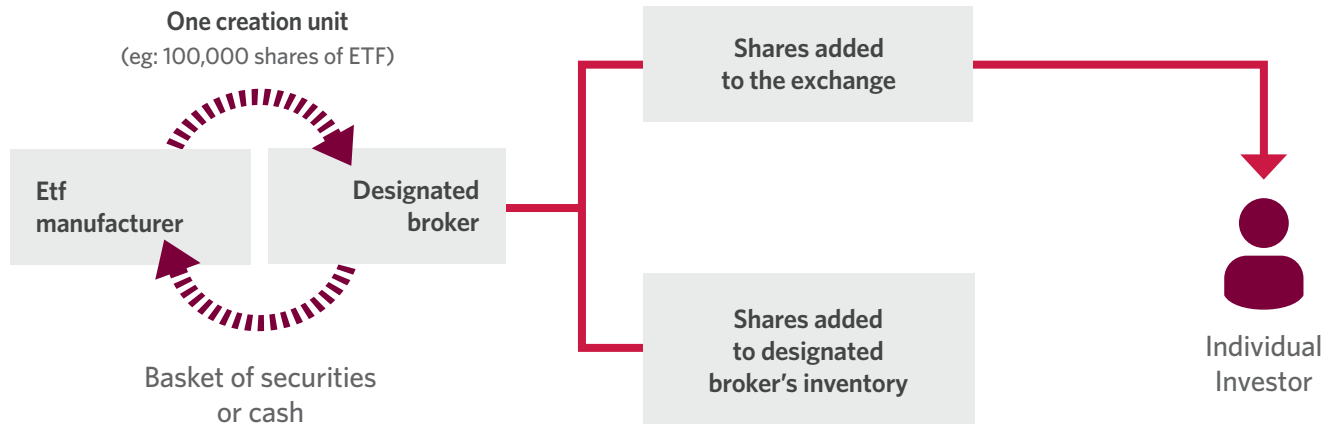 One creation unit
(eg: 100,000 shares of ETF)
Etf
manufacturer
Designated
broker
Basket of securities
or cash
Shares added
to the exchange
Shares added
to designated
broker's inventory
Individual
Investor